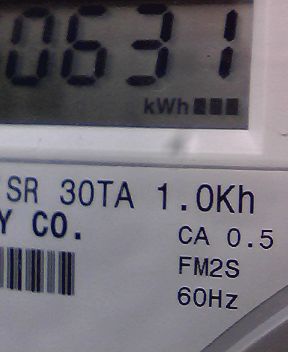 0631
kWh
SR 30TA 1.0Kh
Y CO.
CA 0.5
FM2S
60Hz